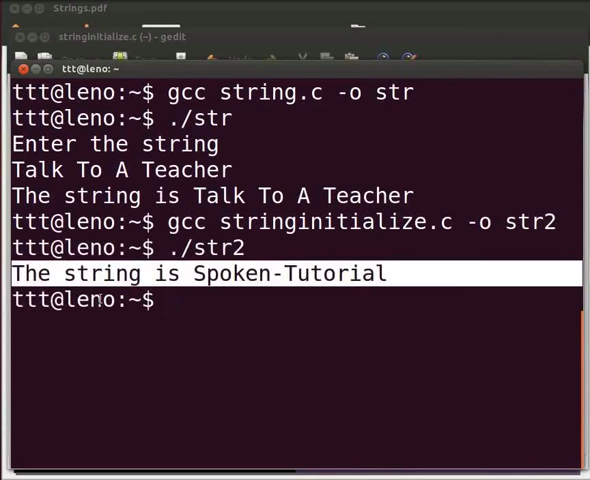 Strings.pdf
stringinitialize.c (~) - gedit
ttt@leno: ~
ttt@leno:~$ gcc string.c -o str
ttt@leno:~$ ./str
Enter the string
Talk To A Teacher
The string is Talk To A Teacher
ttt@leno:~$ gcc stringinitialize.c -o str2
ttt@leno:~$ ./str2
The string is Spoken-Tutorial
ttt@leno:~$